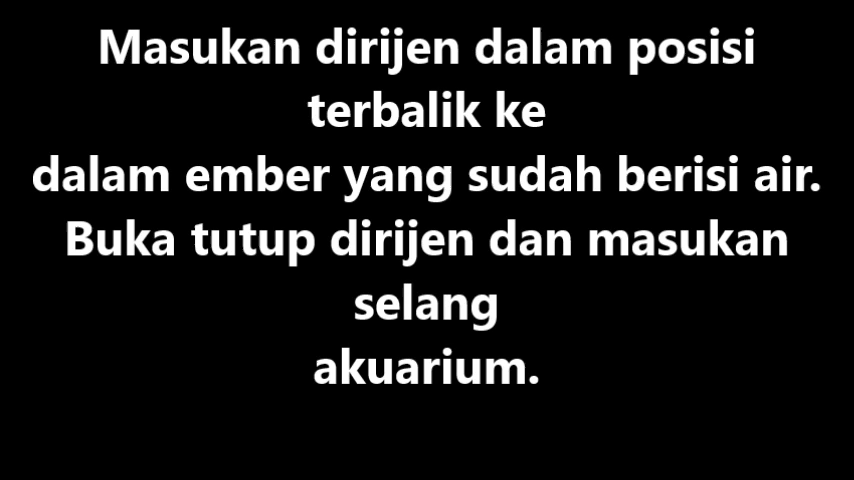 Masukan dirijen dalam posisi
terbalik ke
dalam ember yang sudah berisi air.
Buka tutup dirijen dan masukan
selang
akuarium.